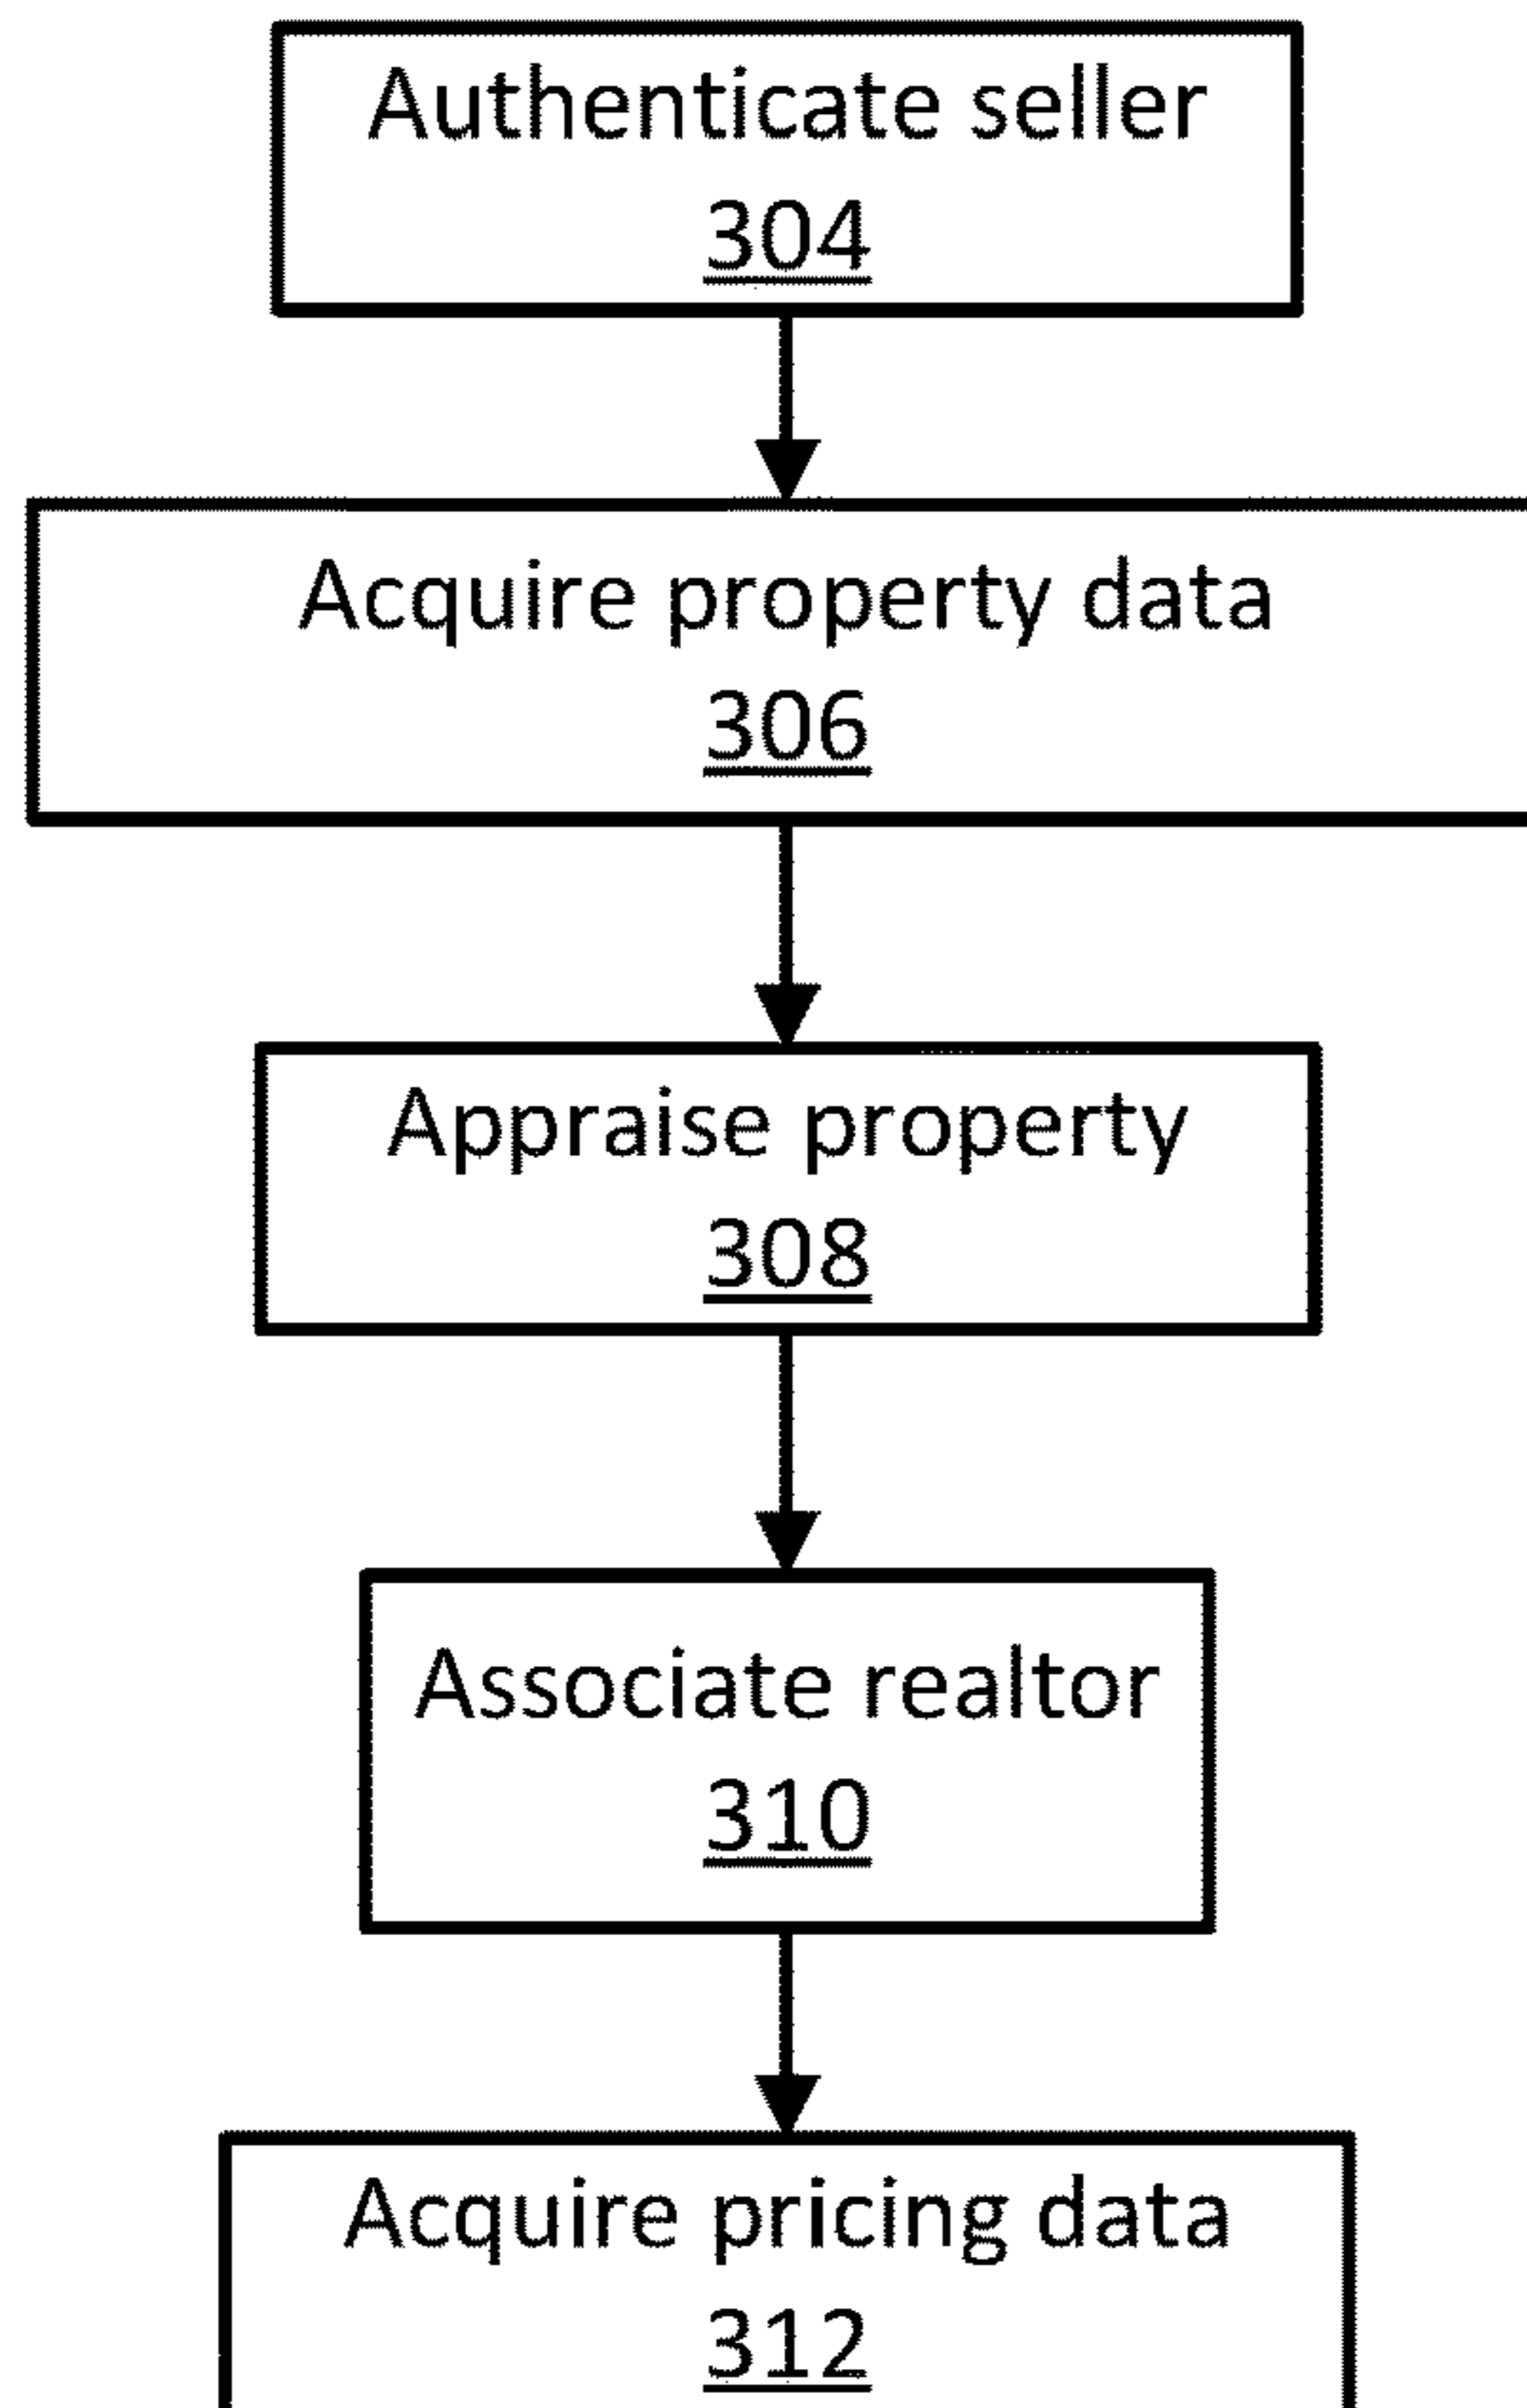 Authenticate seller
304
Acquire property data
306
Appraise property
308
Associate realtor
310
Acquire pricing data
312